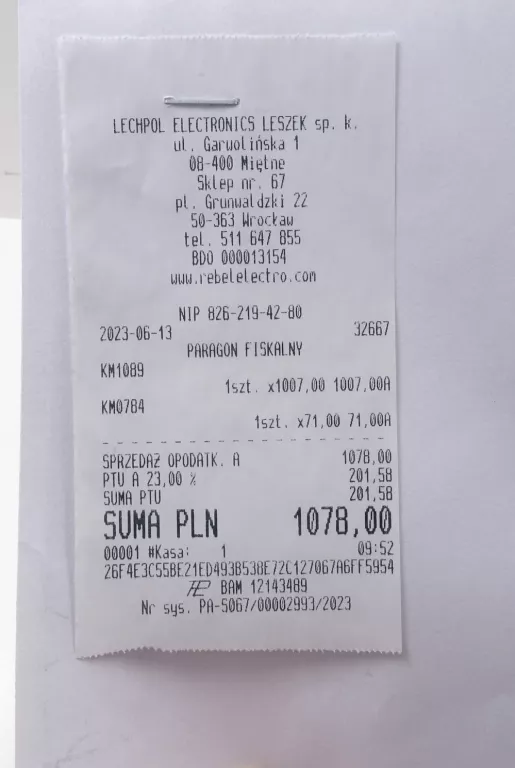 LECHPOL ELECTRONICS LESZEK sp. k.
ul. Garwolińska 1
08-400 Miętne
Sklep nr. 67
pl. Grunwaldzki 22
50-363 Wrocław
tel. 511 647 855
BDO 000013154
www.rebelelectro.com
NIP 826-219-42-80
2023-06-13 32667
PARAGON FISKALNY
KM1089
1szt. x1007,00 1007,00A
KM0784
1szt. x71,00 71,00A
SPRZEDAŻ OPODATK. A 1078,00
PTU A 23,00 % 201,58
SUMA PTU 201,58
SUMA PLN 1078,00
00001 #Kasa: 1 09:52
26F4E3C55BE21ED493B538E72C127067A6FF5954
BAM 12143489
Nr sys. PA-5067/00002993/2023